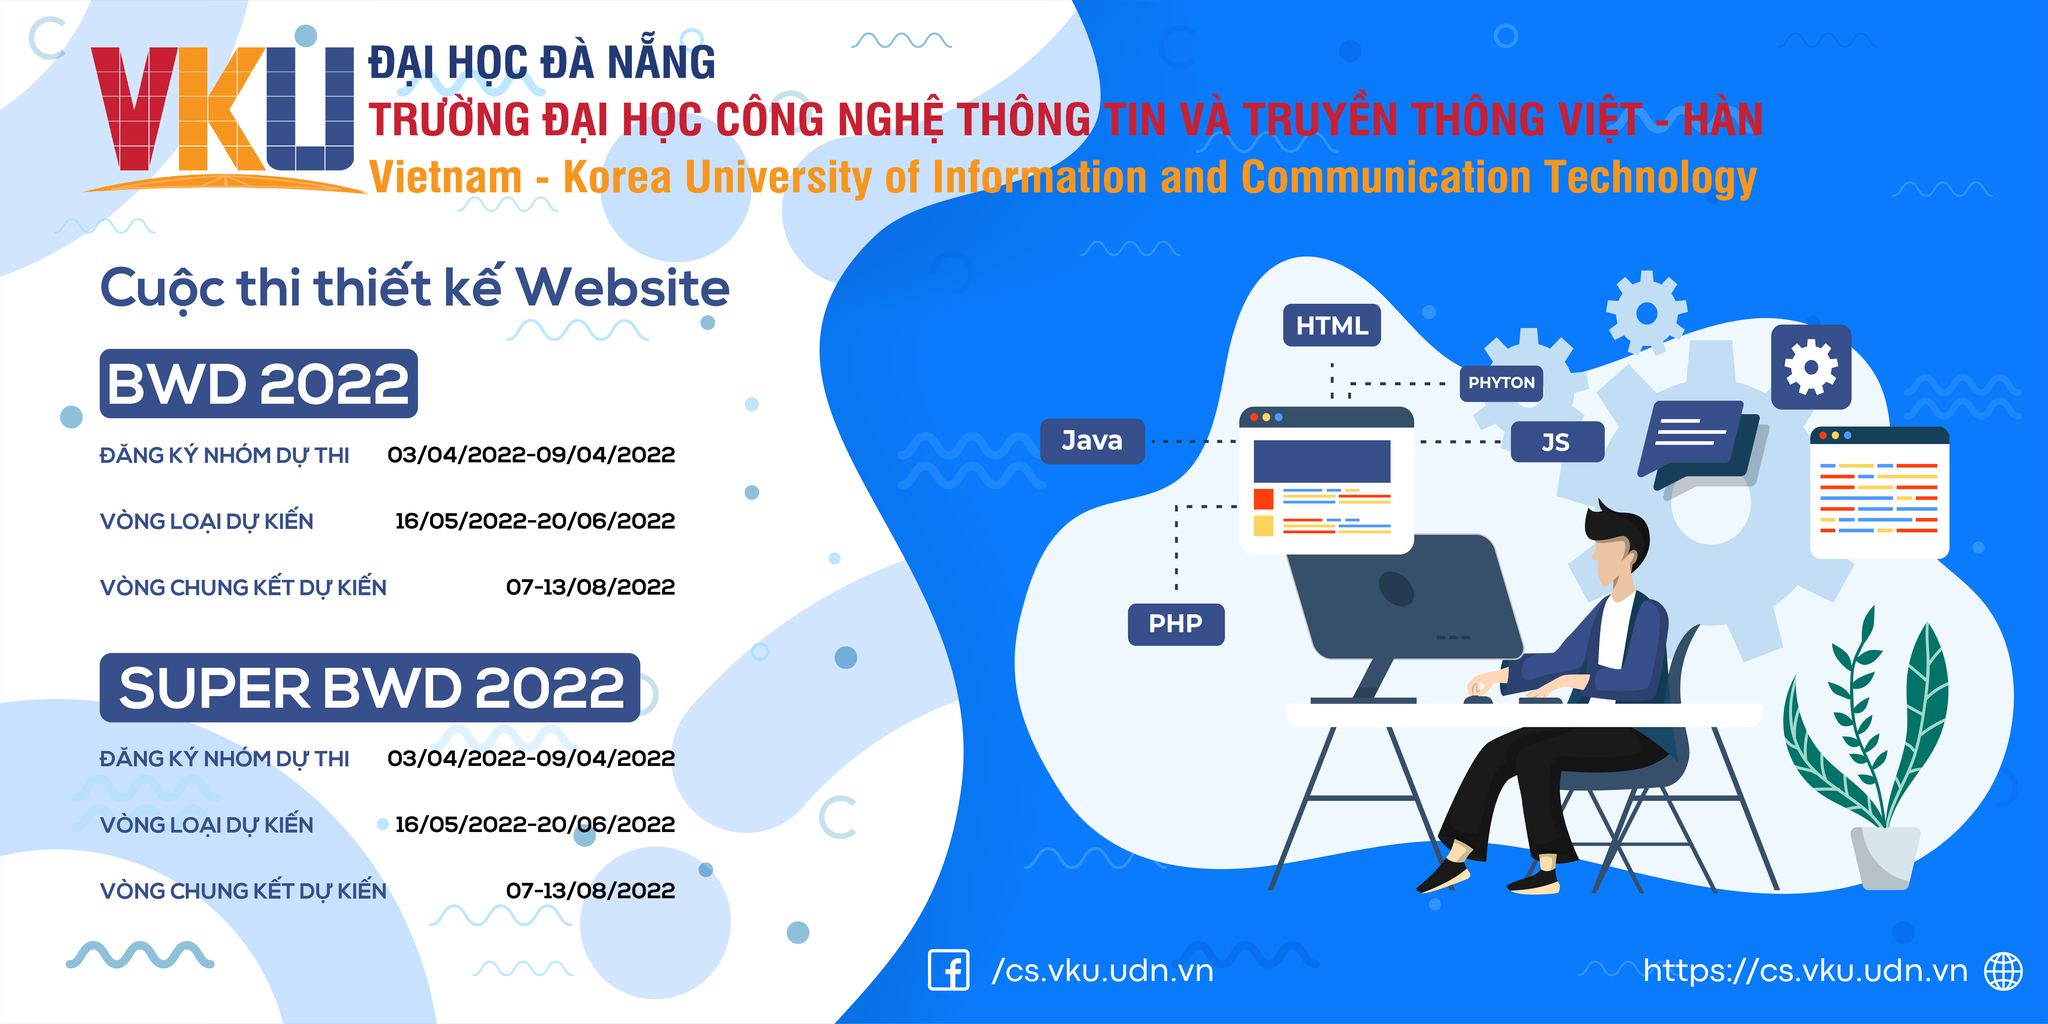 VKU
ĐẠI HỌC ĐÀ NẴNG
TRƯỜNG ĐẠI HỌC CÔNG NGHỆ THÔNG TIN VÀ TRUYỀN THÔNG VIỆT - HÀN
Vietnam - Korea University of Information and Communication Technology
Cuộc thi thiết kế Website
BWD 2022
ĐĂNG KÝ NHÓM DỰ THI 03/04/2022-09/04/2022
VÒNG LOẠI DỰ KIẾN 16/05/2022-20/06/2022
VÒNG CHUNG KẾT DỰ KIẾN 07-13/08/2022
SUPER BWD 2022
ĐĂNG KÝ NHÓM DỰ THI 03/04/2022-09/04/2022
VÒNG LOẠI DỰ KIẾN 16/05/2022-20/06/2022
VÒNG CHUNG KẾT DỰ KIẾN 07-13/08/2022
HTML
PHYTON
Java
JS
PHP
/cs.vku.udn.vn
https://cs.vku.udn.vn